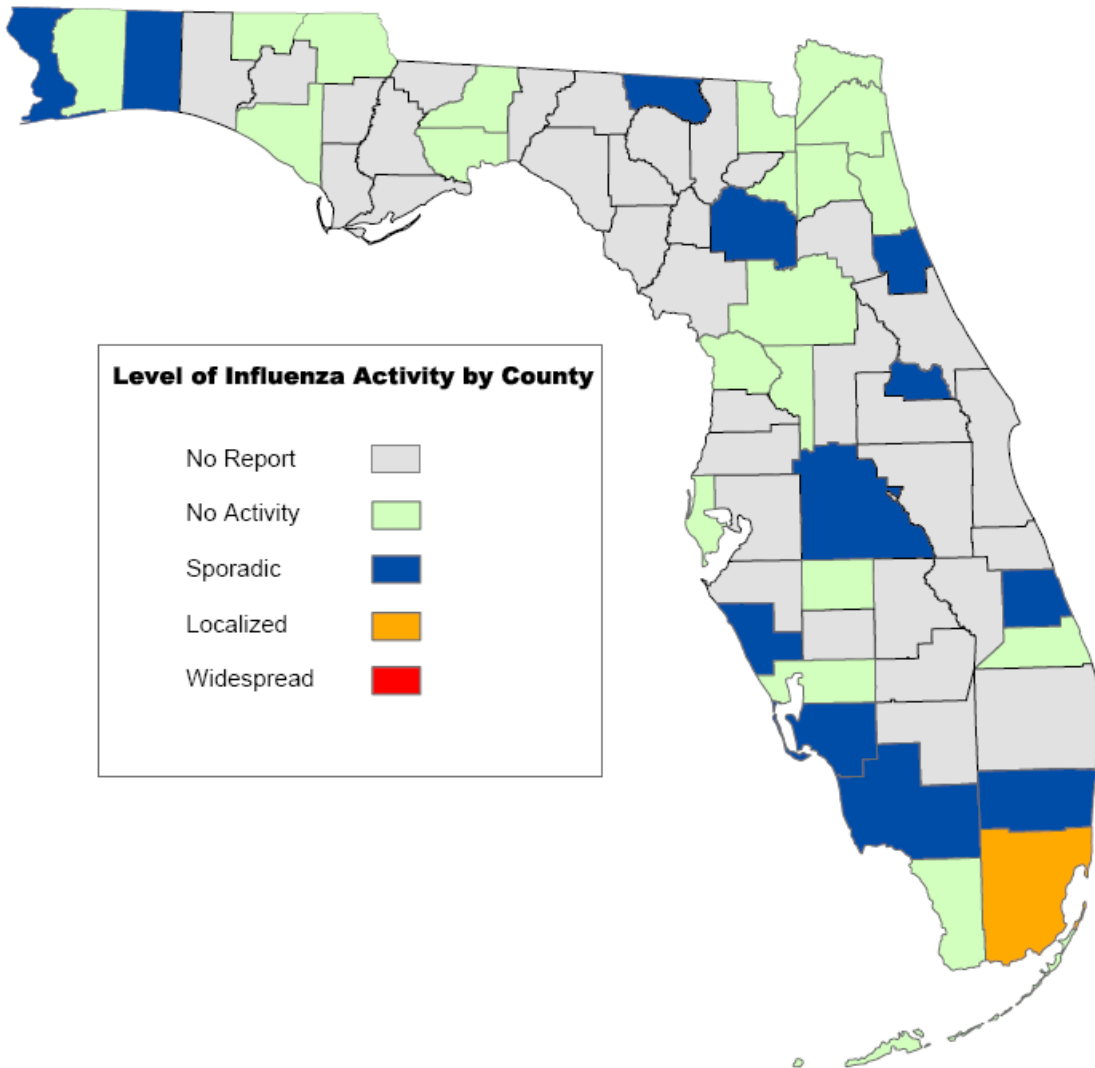 Level of Influenza Activity by County
No Report
No Activity
Sporadic
Localized
Widespread